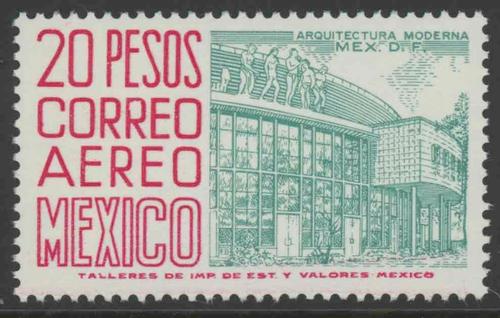 20 PESOS
CORREO
AEREO
MEXICO
ARQUITECTURA MODERNA
MEX. D. F.
TALLERES DE IMP. DE EST. Y VALORES-MEXICO